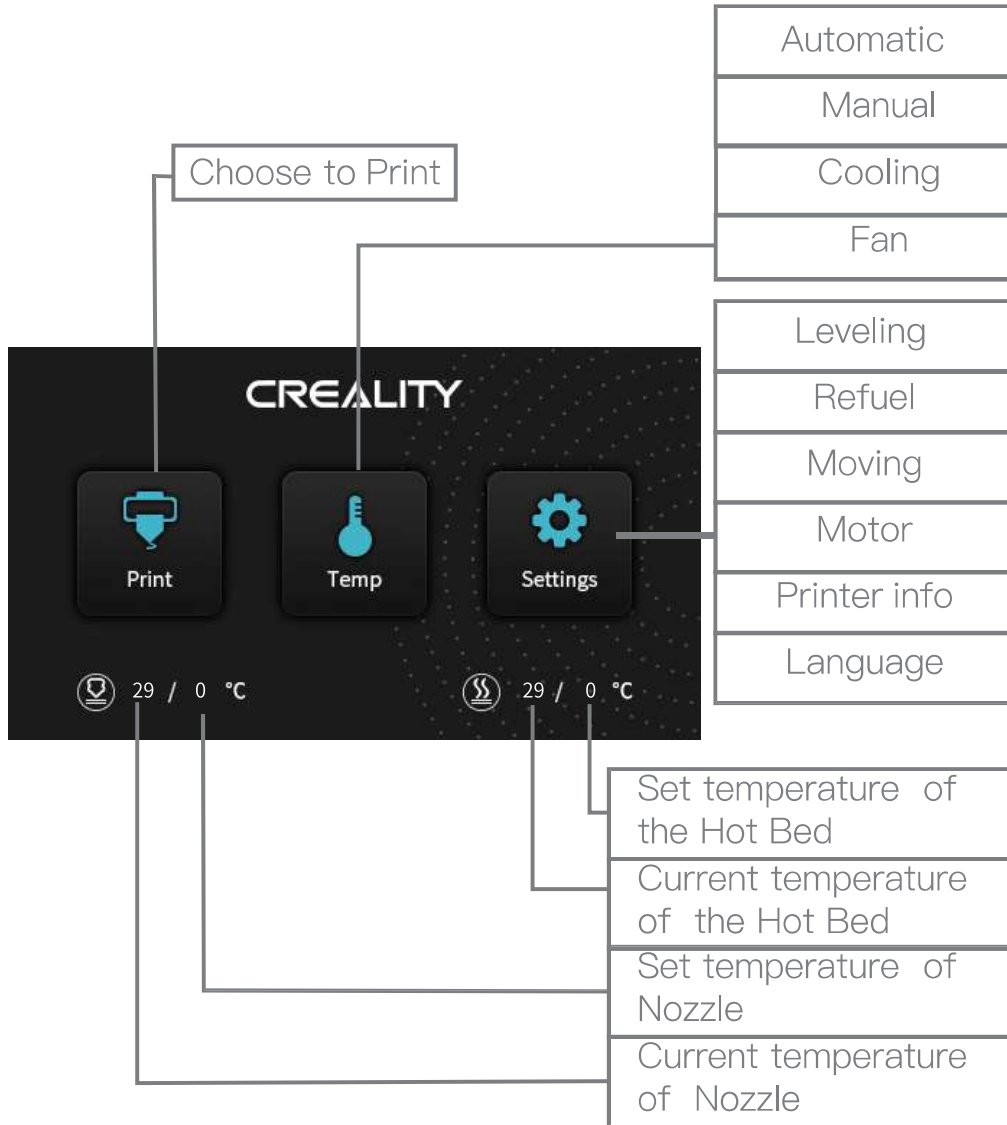 Automatic
Manual
Choose to Print
Cooling
Fan
Leveling
CREALITY
Refuel
Moving
Motor
Print
Temp
Settings
Printer info
Language
29 / 0 °C
29 / 0 °C
Set temperature of
the Hot Bed
Current temperature
of the Hot Bed
Set temperature of
Nozzle
Current temperature
of Nozzle